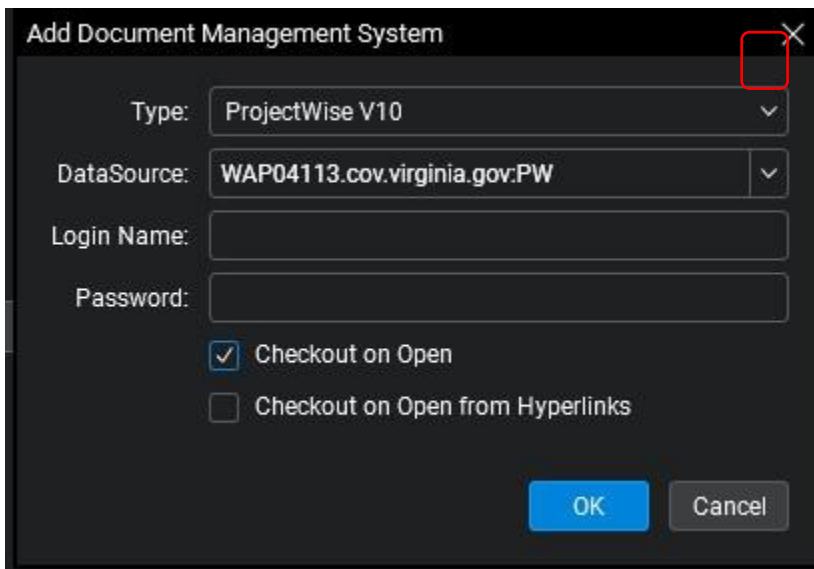 Add Document Management System
Type: ProjectWise V10
DataSource: WAP04113.cov.virginia.gov:PW
Login Name:
Password:
Checkout on Open
Checkout on Open from Hyperlinks
OK Cancel